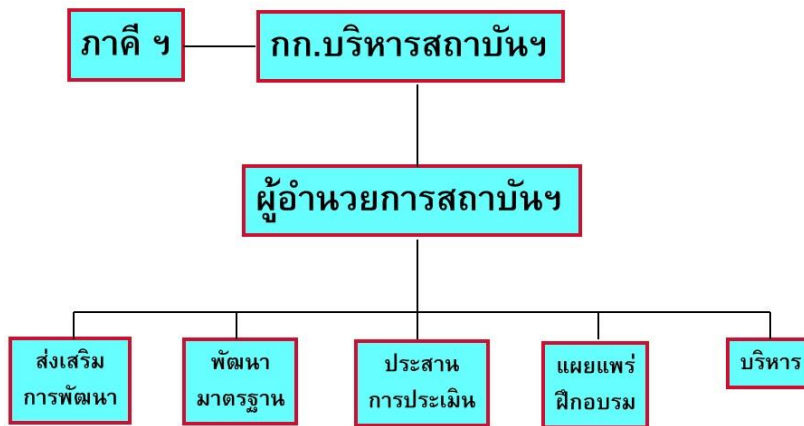 ภาคี ฯ
กก.บริหารสถาบันฯ
ผู้อำนวยการสถาบันฯ
ส่งเสริม
การพัฒนา
พัฒนา
มาตรฐาน
ประสาน
การประเมิน
แผยแพร่
ฝึกอบรม
บริหาร